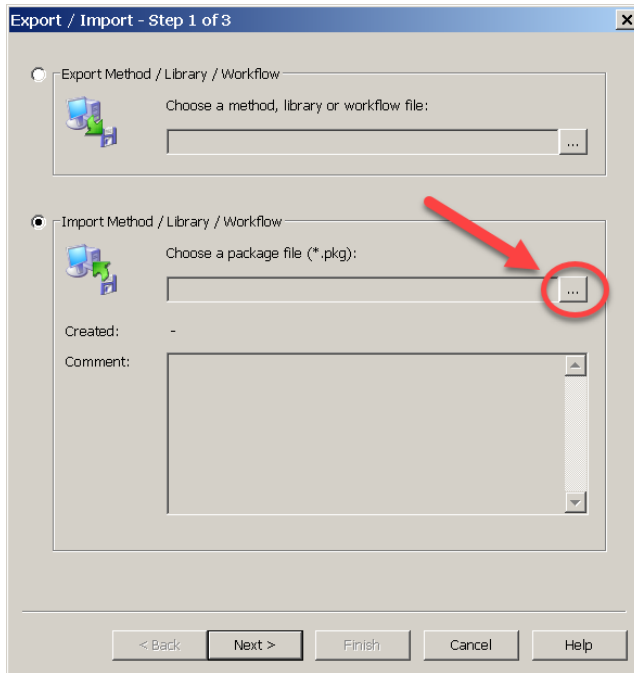 Export / Import - Step 1 of 3
Export Method / Library / Workflow
Choose a method, library or workflow file:
...
Import Method / Library / Workflow
Choose a package file (*.pkg):
...
Created: -
Comment:
< Back Next > Finish Cancel Help